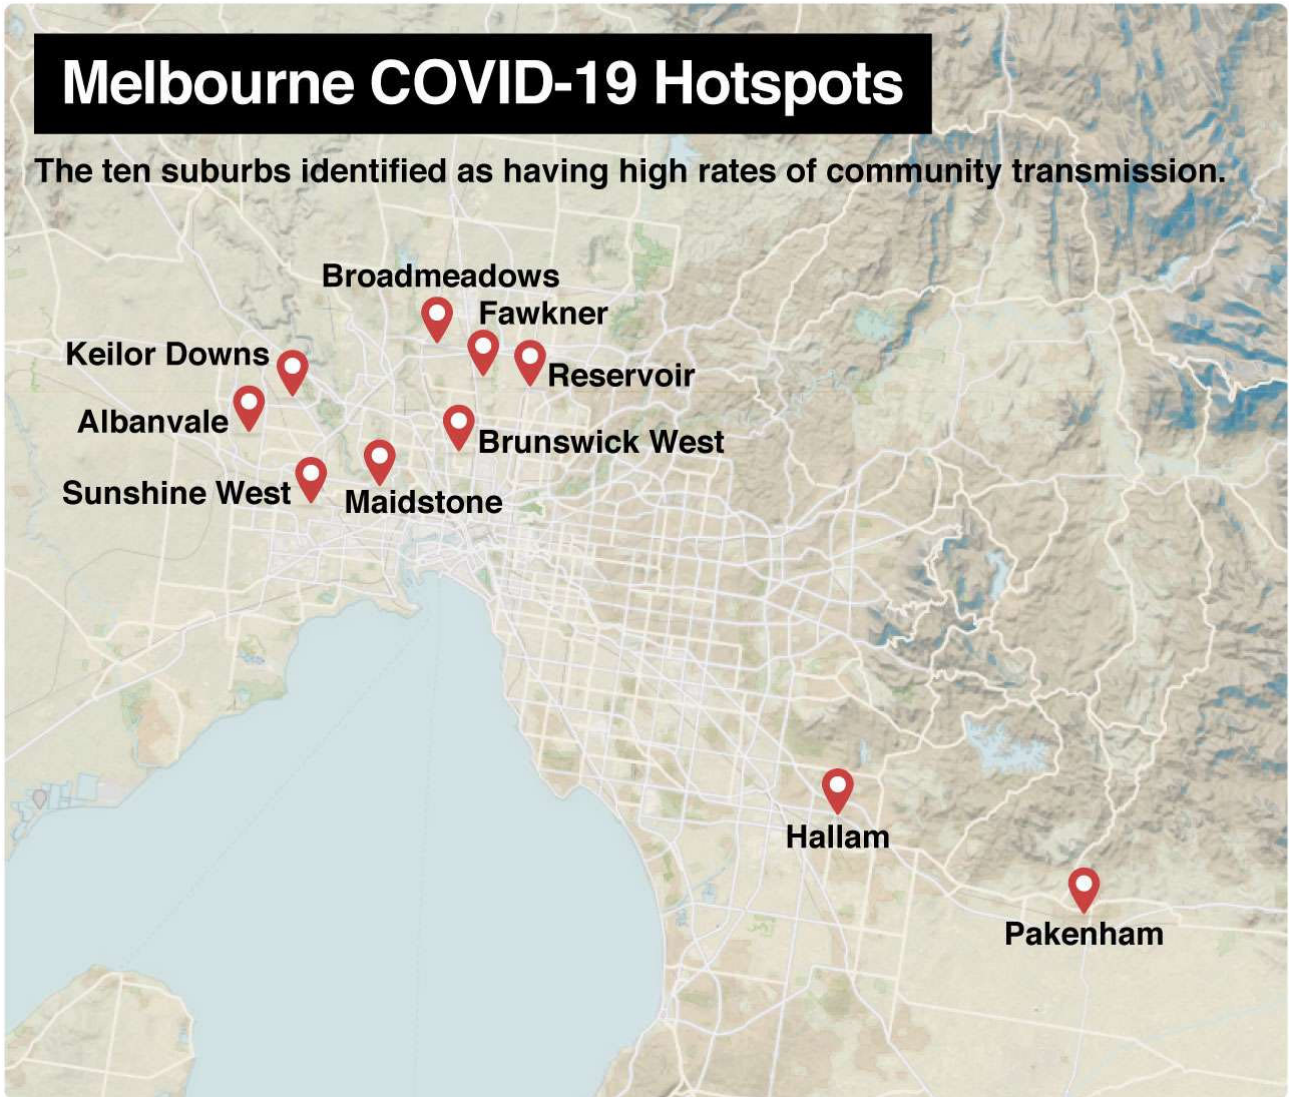 Melbourne COVID-19 Hotspots
The ten suburbs identified as having high rates of community transmission.
Broadmeadows
Fawkner
Keilor Downs
Reservoir
Albanvale
Brunswick West
Sunshine West
Maidstone
Hallam
Pakenham